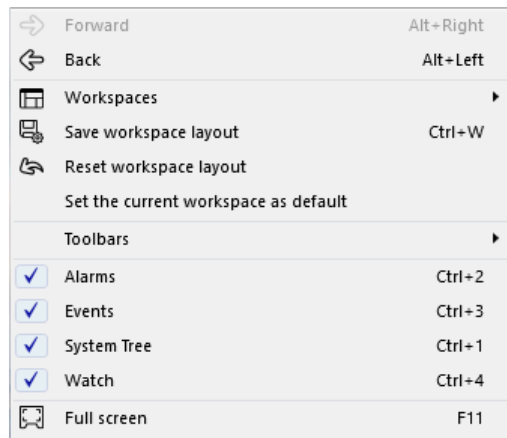 Forward Alt+Right
Back Alt+Left
Workspaces
Save workspace layout Ctrl+W
Reset workspace layout
Set the current workspace as default
Toolbars
Alarms Ctrl+2
Events Ctrl+3
System Tree Ctrl+1
Watch Ctrl+4
Full screen F11